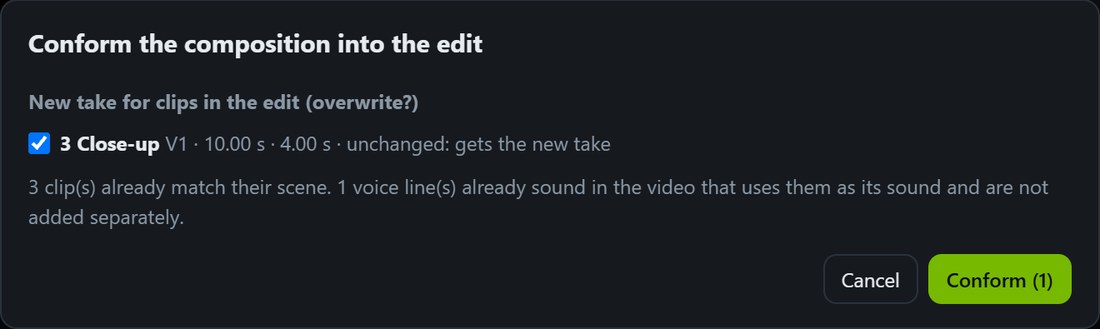 Conform the composition into the edit
New take for clips in the edit (overwrite?)
3 Close-up V1 · 10.00 s · 4.00 s · unchanged: gets the new take
3 clip(s) already match their scene. 1 voice line(s) already sound in the video that uses them as its sound and are not
added separately.
Cancel Conform (1)